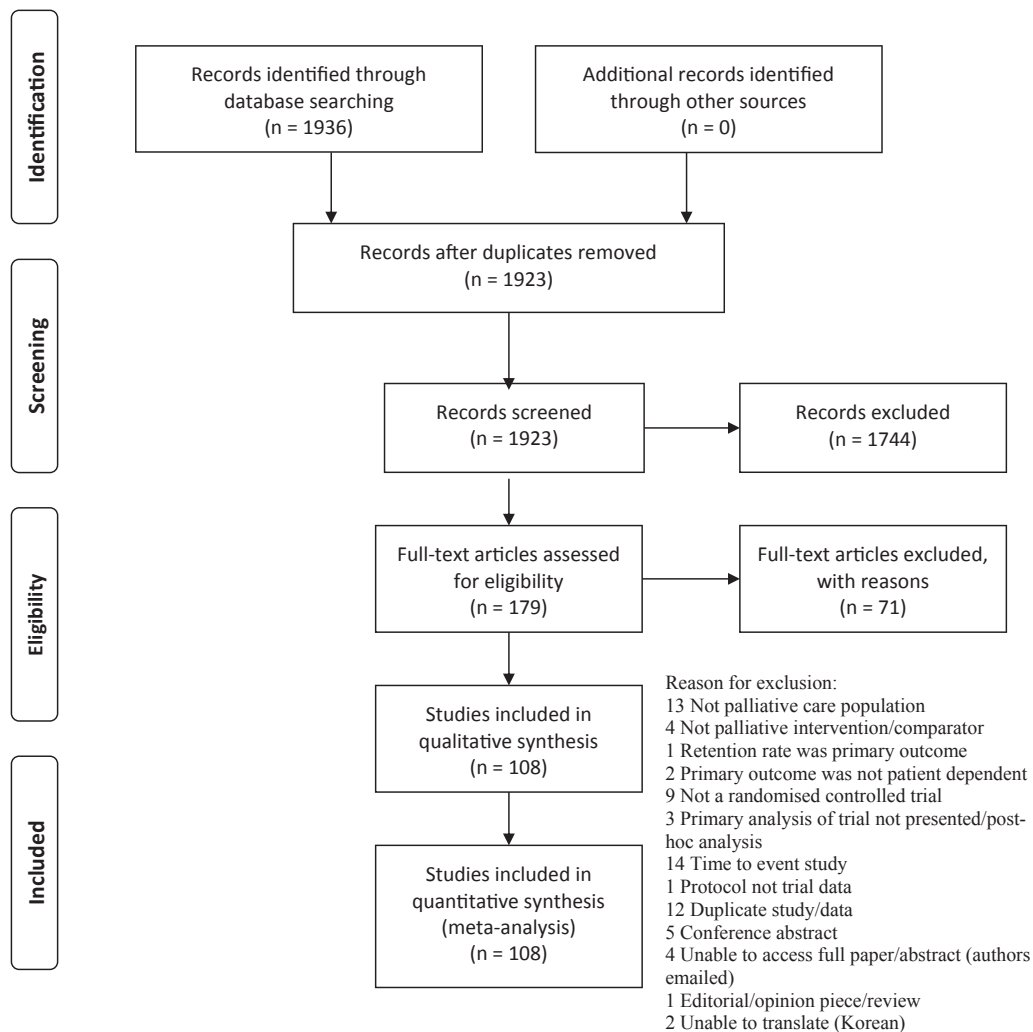 Identification
Records identified through
database searching
(n = 1936)
Additional records identified
through other sources
(n = 0)
Records after duplicates removed
(n = 1923)
Screening
Records screened
(n = 1923)
Records excluded
(n = 1744)
Eligibility
Full-text articles assessed
for eligibility
(n = 179)
Full-text articles excluded,
with reasons
(n = 71)
Studies included in
qualitative synthesis
(n = 108)
Included
Studies included in
quantitative synthesis
(meta-analysis)
(n = 108)
Reason for exclusion:
13 Not palliative care population
4 Not palliative intervention/comparator
1 Retention rate was primary outcome
2 Primary outcome was not patient dependent
9 Not a randomised controlled trial
3 Primary analysis of trial not presented/post-
hoc analysis
14 Time to event study
1 Protocol not trial data
12 Duplicate study/data
5 Conference abstract
4 Unable to access full paper/abstract (authors
emailed)
1 Editorial/opinion piece/review
2 Unable to translate (Korean)